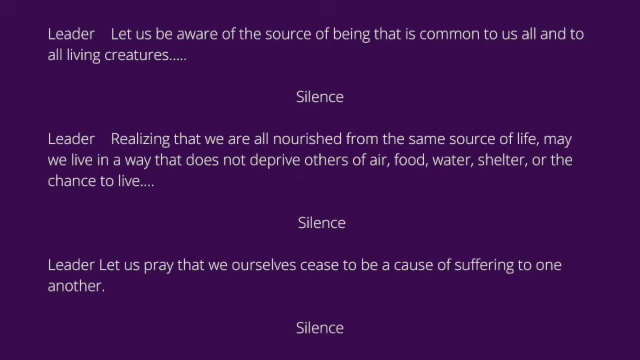 Leader    Let us be aware of the source of being that is common to us all and to
all living creatures.....
Silence
Leader    Realizing that we are all nourished from the same source of life, may
we live in a way that does not deprive others of air, food, water, shelter, or the
chance to live....
Silence
Leader Let us pray that we ourselves cease to be a cause of suffering to one
another.
Silence